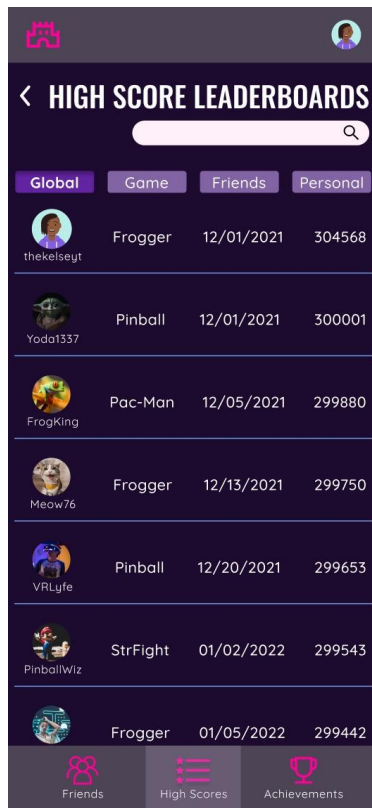 HIGH SCORE LEADERBOARDS
Global Game Friends Personal
Frogger 12/01/2021 304568
thekelseyt
Pinball 12/01/2021 300001
Yoda1337
Pac-Man 12/05/2021 299880
FrogKing
Frogger 12/13/2021 299750
Meow76
Pinball 12/20/2021 299653
VRLyfe
StrFight 01/02/2022 299543
PinballWiz
Frogger 01/05/2022 299442
Friends High Scores Achievements